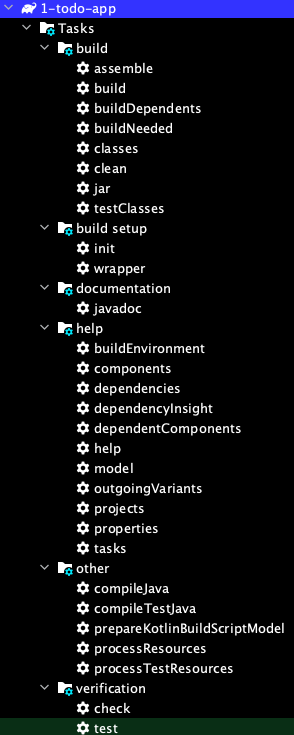 1-todo-app
Tasks
build
assemble
build
buildDependents
buildNeeded
classes
clean
jar
testClasses
build setup
init
wrapper
documentation
javadoc
help
buildEnvironment
components
dependencies
dependencyInsight
dependentComponents
help
model
outgoingVariants
projects
properties
tasks
other
compileJava
compileTestJava
prepareKotlinBuildScriptModel
processResources
processTestResources
verification
check
test